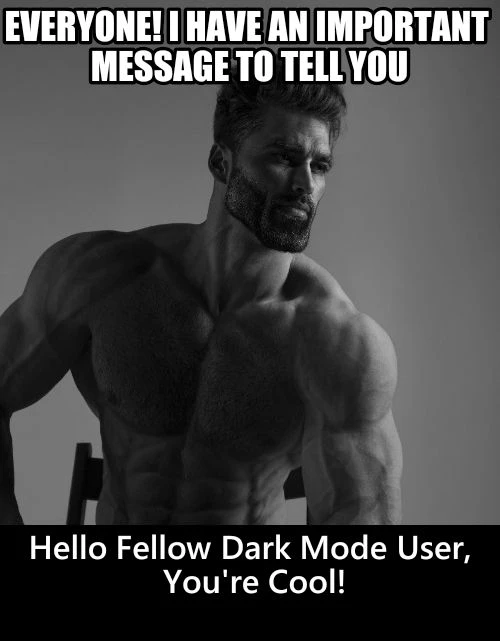 EVERYONE! I HAVE AN IMPORTANT
MESSAGE TO TELL YOU
Hello Fellow Dark Mode User,
You're Cool!